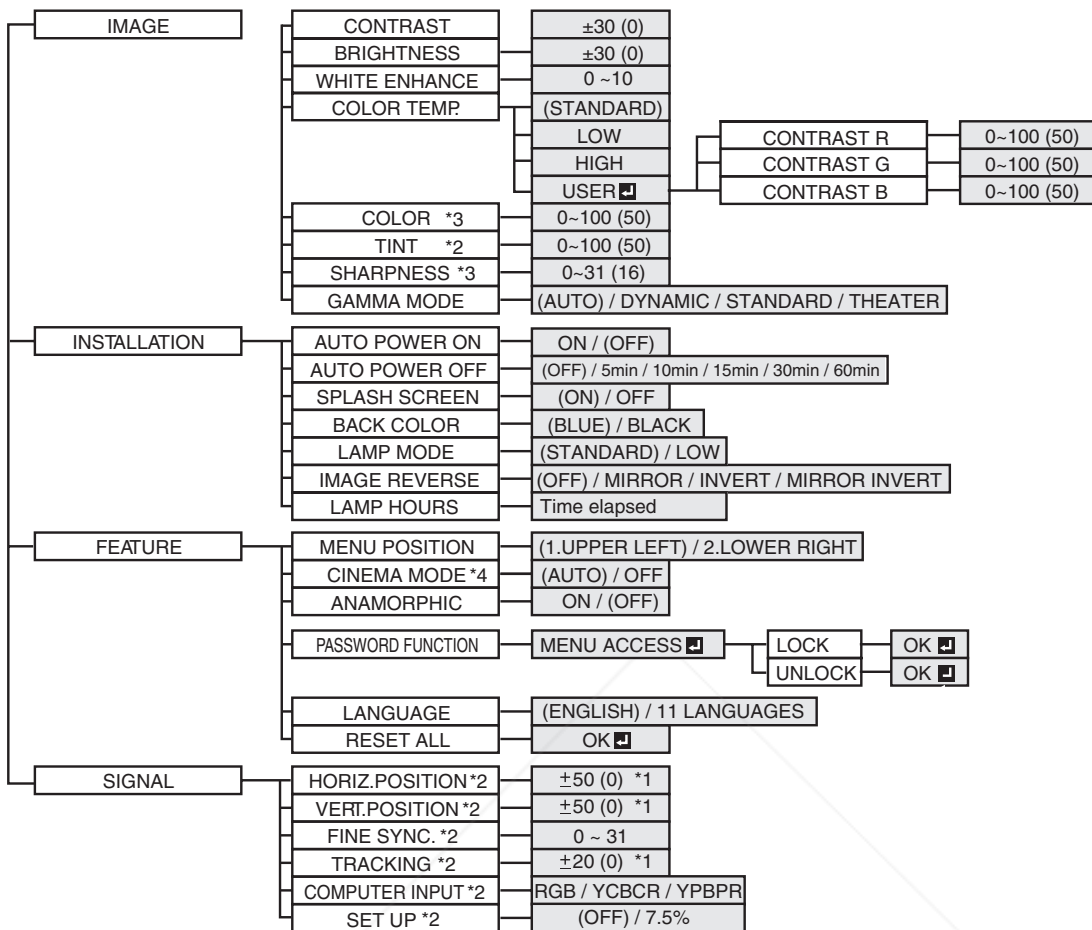 IMAGE CONTRAST ±30 (0)
BRIGHTNESS ±30 (0)
WHITE ENHANCE 0 ~10
COLOR TEMP. (STANDARD)
LOW CONTRAST R 0~100 (50)
HIGH CONTRAST G 0~100 (50)
USER CONTRAST B 0~100 (50)
COLOR *3 0~100 (50)
TINT *2 0~100 (50)
SHARPNESS *3 0~31 (16)
GAMMA MODE (AUTO) / DYNAMIC / STANDARD / THEATER
INSTALLATION AUTO POWER ON ON / (OFF)
AUTO POWER OFF (OFF) / 5min / 10min / 15min / 30min / 60min
SPLASH SCREEN (ON) / OFF
BACK COLOR (BLUE) / BLACK
LAMP MODE (STANDARD) / LOW
IMAGE REVERSE (OFF) / MIRROR / INVERT / MIRROR INVERT
LAMP HOURS Time elapsed
FEATURE MENU POSITION (1.UPPER LEFT) / 2.LOWER RIGHT
CINEMA MODE *4 (AUTO) / OFF
ANAMORPHIC ON / (OFF)
PASSWORD FUNCTION MENU ACCESS LOCK OK
UNLOCK OK
LANGUAGE (ENGLISH) / 11 LANGUAGES
RESET ALL OK
SIGNAL HORIZ.POSITION *2 ±50 (0) *1
VERT.POSITION *2 ±50 (0) *1
FINE SYNC. *2 0 ~ 31
TRACKING *2 ±20 (0) *1
COMPUTER INPUT *2 RGB / YCBCR / YPBPR
SET UP *2 (OFF) / 7.5%